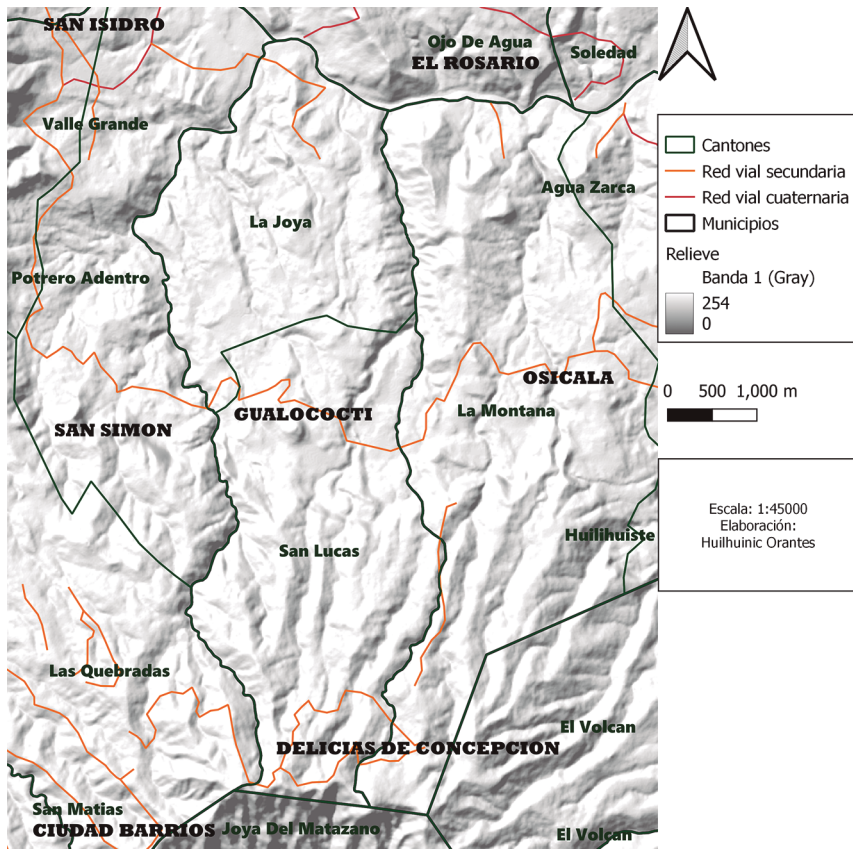 SAN ISIDRO
Ojo De Agua
Soledad
EL ROSARIO
Valle Grande
Agua Zarca
La Joya
Potrero Adentro
OSICALA
GUALOCOCTI
La Montana
SAN SIMON
Huilihuiste
San Lucas
Las Quebradas
El Volcan
DELICIAS DE CONCEPCION
San Matias
CIUDAD BARRIOS
Joya Del Matazano
El Volcan
Cantones
Red vial secundaria
Red vial cuaternaria
Municipios
Relieve
Banda 1 (Gray)
254
0
0 500 1,000 m
Escala: 1:45000
Elaboración:
Huilhuinic Orantes